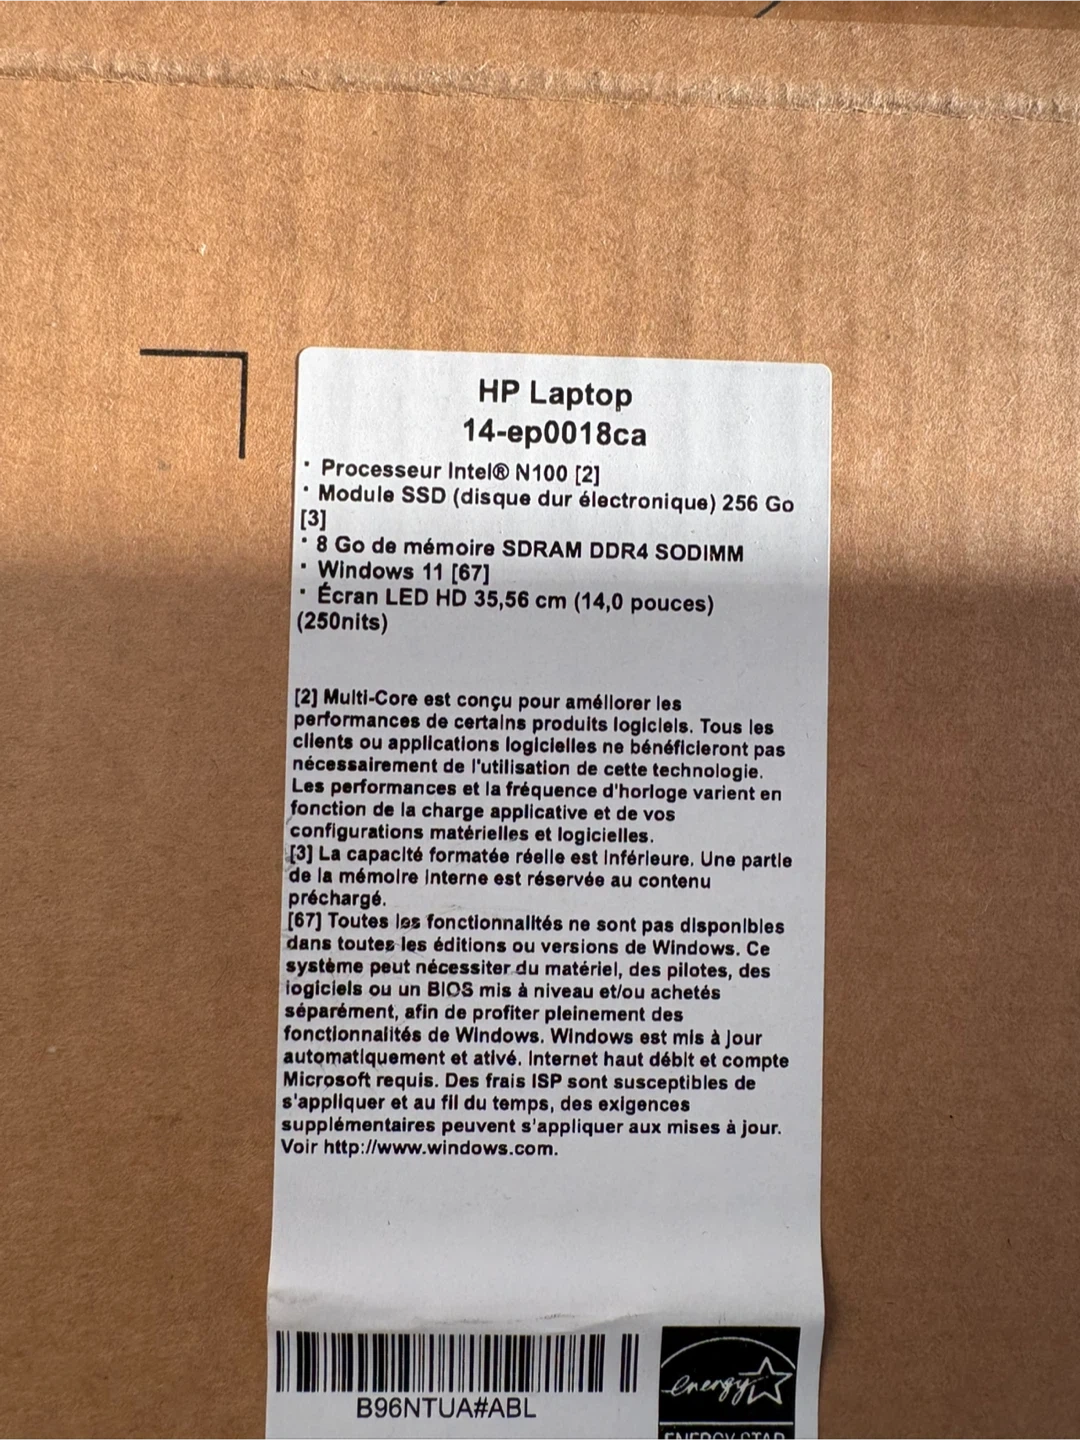 HP Laptop
14-ep0018ca
· Processeur Intel® N100 [2]
· Module SSD (disque dur électronique) 256 Go
[3]
· 8 Go de mémoire SDRAM DDR4 SODIMM
· Windows 11 [67]
· Écran LED HD 35,56 cm (14,0 pouces)
(250nits)
[2] Multi-Core est conçu pour améliorer les
performances de certains produits logiciels. Tous les
clients ou applications logicielles ne bénéficieront pas
nécessairement de l'utilisation de cette technologie.
Les performances et la fréquence d'horloge varient en
fonction de la charge applicative et de vos
configurations matérielles et logicielles.
[3] La capacité formatée réelle est inférieure. Une partie
de la mémoire interne est réservée au contenu
préchargé.
[67] Toutes les fonctionnalités ne sont pas disponibles
dans toutes les éditions ou versions de Windows. Ce
système peut nécessiter du matériel, des pilotes, des
logiciels ou un BIOS mis à niveau et/ou achetés
séparément, afin de profiter pleinement des
fonctionnalités de Windows. Windows est mis à jour
automatiquement et ativé. Internet haut débit et compte
Microsoft requis. Des frais ISP sont susceptibles de
s'appliquer et au fil du temps, des exigences
supplémentaires peuvent s'appliquer aux mises à jour.
Voir http://www.windows.com.
B96NTUA#ABL
energy
ENERGY STAR